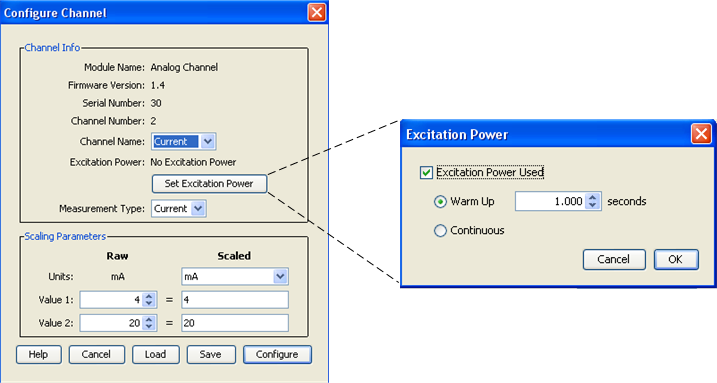 Configure Channel
Channel Info
Module Name: Analog Channel
Firmware Version: 1.4
Serial Number: 30
Channel Number: 2
Channel Name: Current
Excitation Power: No Excitation Power
Set Excitation Power
Measurement Type: Current
Scaling Parameters
Raw Scaled
Units: mA mA
Value 1: 4 = 4
Value 2: 20 = 20
Help Cancel Load Save Configure
Excitation Power
Excitation Power Used
Warm Up 1.000 seconds
Continuous
Cancel OK